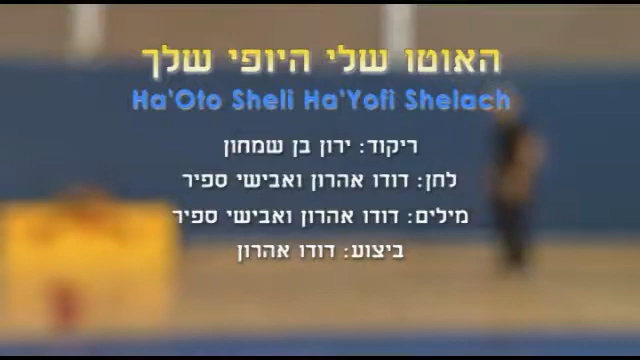 האוטו שלי היופי שלך
Ha'Oto Sheli Ha'Yofi Shelach
ריקוד: ירון בן שמחון
לחן: דודו אהרון ואבישי ספיר
מילים: דודו אהרון ואבישי ספיר
ביצוע: דודו אהרון